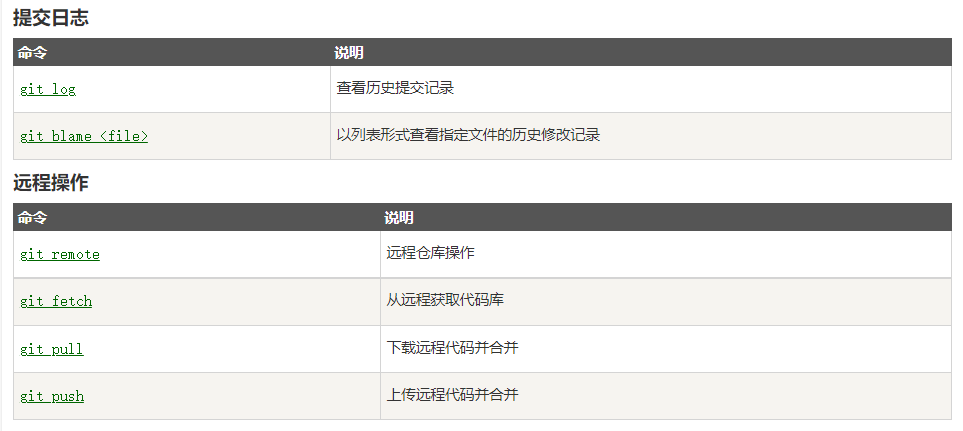 提交日志
命令 说明
git log 查看历史提交记录
git blame <file> 以列表形式查看指定文件的历史修改记录
远程操作
命令 说明
git remote 远程仓库操作
git fetch 从远程获取代码库
git pull 下载远程代码并合并
git push 上传远程代码并合并